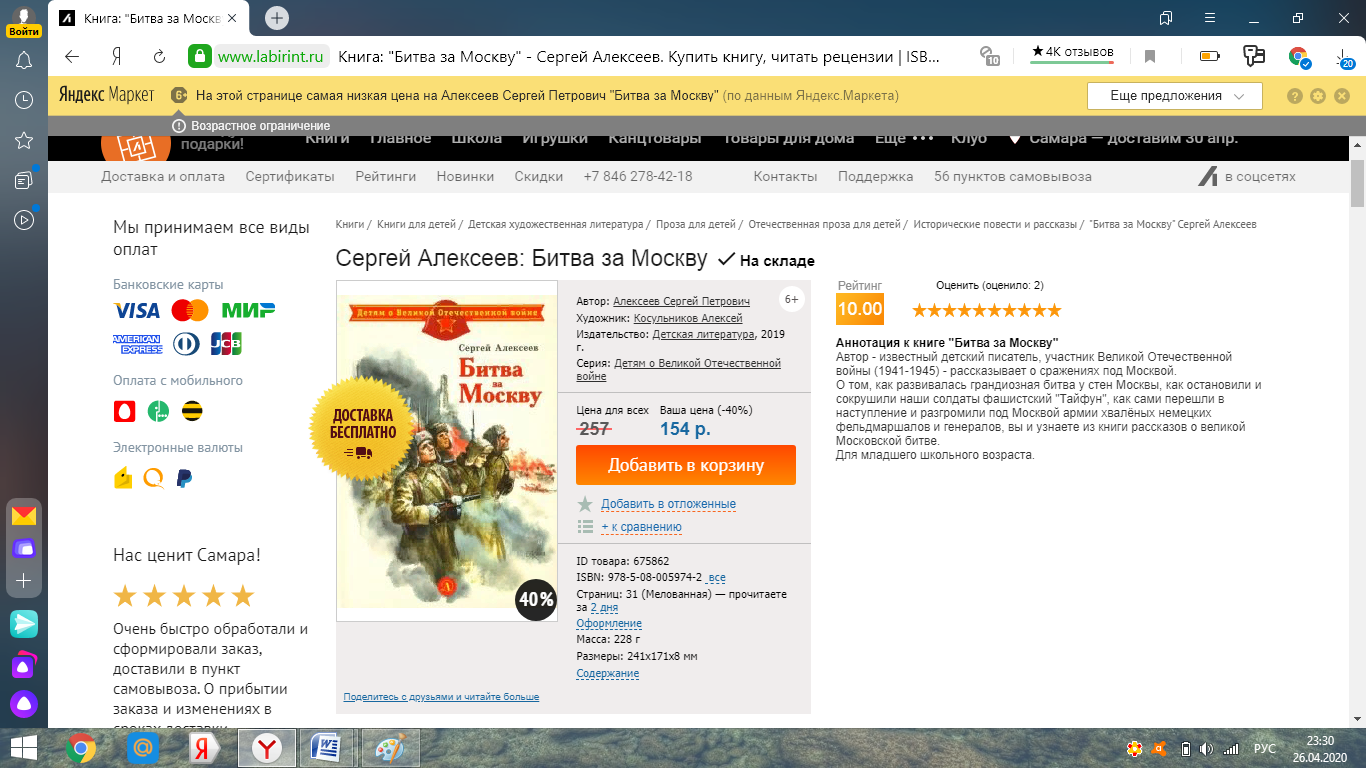 Книга: "Битва за Москв
Войти
www.labirint.ru Книга: "Битва за Москву" - Сергей Алексеев. Купить книгу, читать рецензии | ISB...
10
★4K отзывов
20
Яндекс Маркет
6+ На этой странице самая низкая цена на Алексеев Сергей Петрович "Битва за Москву" (по данным Яндекс.Маркета)
Еще предложения
Возрастное ограничение
подарки!
Книги Главное Школа Игрушки Канцтовары Товары для дома Ещё ••• Клуб Самара — доставим 30 апр.
Доставка и оплата Сертификаты Рейтинги Новинки Скидки +7 846 278-42-18 Контакты Поддержка 56 пунктов самовывоза в соцсетях
Мы принимаем все виды
оплат
Банковские карты
VISA
МИР
AMERICAN
EXPRESS
JCB
Оплата с мобильного
Электронные валюты
Нас ценит Самара!
Очень быстро обработали и
сформировали заказ,
доставили в пункт
самовывоза. О прибытии
заказа и изменениях в
сроках доставки
Книги / Книги для детей / Детская художественная литература / Проза для детей / Отечественная проза для детей / Исторические повести и рассказы / "Битва за Москву" Сергей Алексеев
Сергей Алексеев: Битва за Москву
На складе
Детям о Великой Отечественной войне
Сергей Алексеев
Битва
за
Москву
ДОСТАВКА
БЕСПЛАТНО
40%
Поделитесь с друзьями и читайте больше
6+
Автор: Алексеев Сергей Петрович
Художник: Косульников Алексей
Издательство: Детская литература, 2019
г.
Серия: Детям о Великой Отечественной
войне
Цена для всех Ваша цена (-40%)
257 154 р.
Добавить в корзину
Добавить в отложенные
+ к сравнению
ID товара: 675862
ISBN: 978-5-08-005974-2 все
Страниц: 31 (Мелованная) — прочитаете
за 2 дня
Оформление
Масса: 228 г
Размеры: 241x171x8 мм
Содержание
Рейтинг
10.00
Оценить (оценило: 2)
Аннотация к книге "Битва за Москву"
Автор - известный детский писатель, участник Великой Отечественной
войны (1941-1945) - рассказывает о сражениях под Москвой.
О том, как развивалась грандиозная битва у стен Москвы, как остановили и
сокрушили наши солдаты фашистский "Тайфун", как сами перешли в
наступление и разгромили под Москвой армии хвалёных немецких
фельдмаршалов и генералов, вы и узнаете из книги рассказов о великой
Московской битве.
Для младшего школьного возраста.
РУС
23:30
26.04.2020